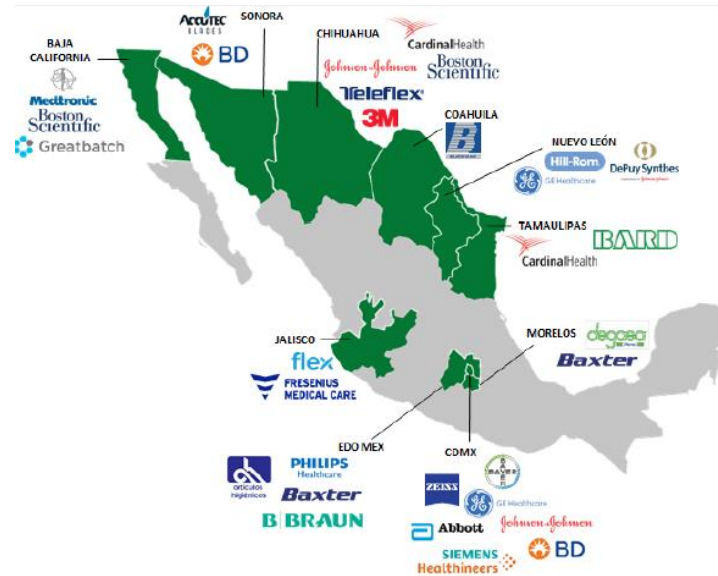 BAJA
CALIFORNIA
Medtronic
Boston
Scientific
Greatbatch
ACCUTEC
BLADES
BD
SONORA
CHIHUAHUA
CardinalHealth
Johnson&Johnson
Boston
Scientific
Teleflex
3M
COAHUILA
B
NUEVO LEÓN
Hill-Rom
DePuy Synthes
GE Healthcare
TAMAULIPAS
CardinalHealth
BARD
JALISCO
flex
FRESENIUS
MEDICAL CARE
MORELOS
degasa
Baxter
EDO MEX
artículos
higiénicos
PHILIPS
Healthcare
Baxter
B|BRAUN
CDMX
ZEISS
BAYER
GE Healthcare
Abbott
Johnson&Johnson
SIEMENS
Healthineers
BD